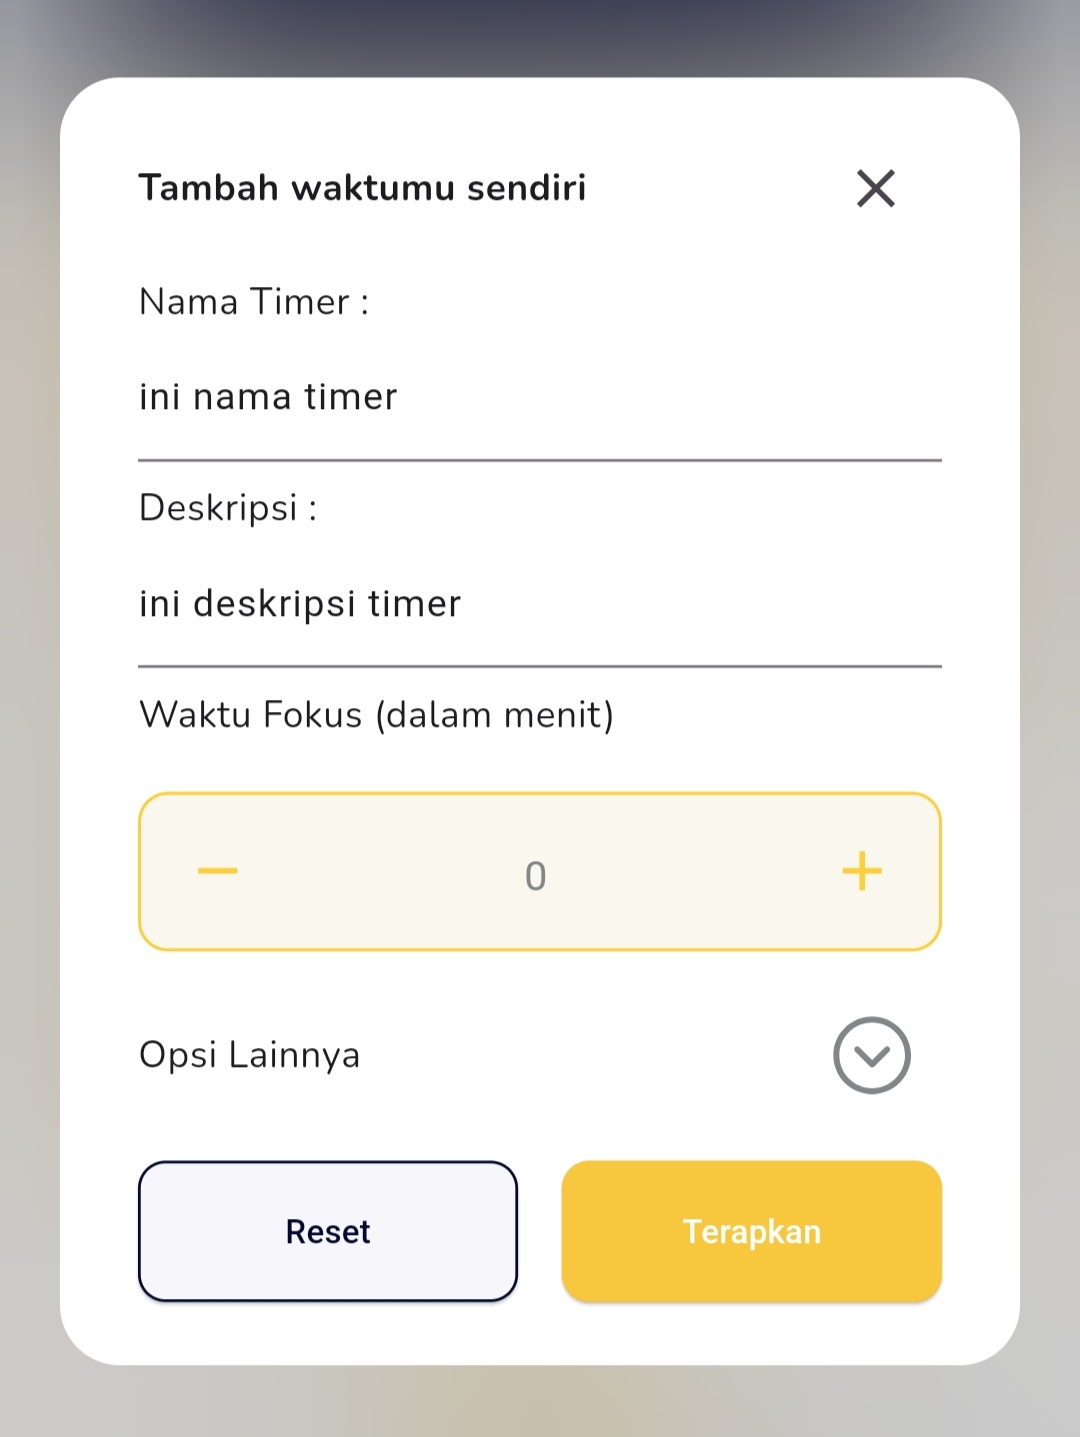 Tambah waktumu sendiri
Nama Timer :
ini nama timer
Deskripsi :
ini deskripsi timer
Waktu Fokus (dalam menit)
0
Opsi Lainnya
Reset
Terapkan